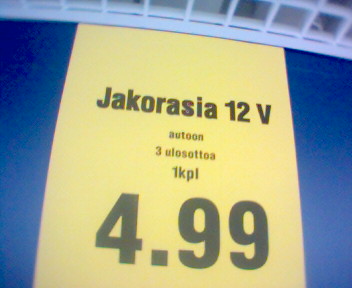 Jakorasia 12 V
autoon
3 ulosottoa
1kpl
4.99